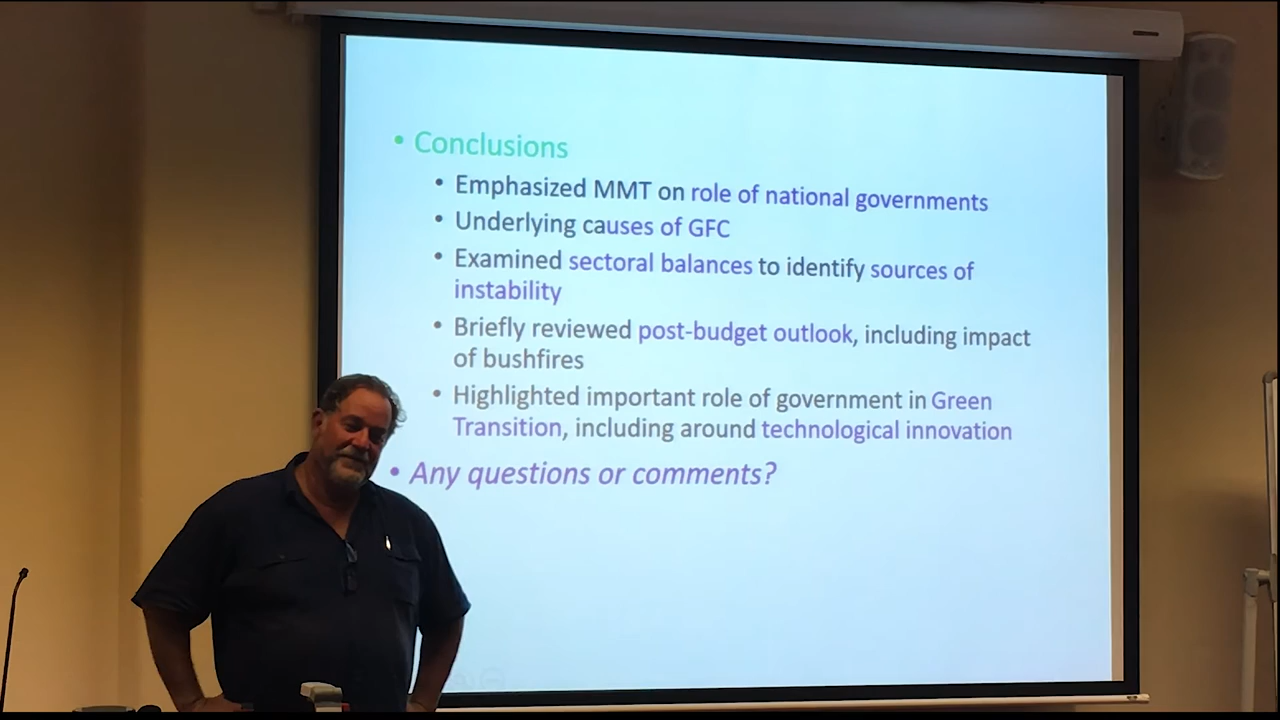 • Conclusions
• Emphasized MMT on role of national governments
• Underlying causes of GFC
• Examined sectoral balances to identify sources of
instability
• Briefly reviewed post-budget outlook, including impact
of bushfires
• Highlighted important role of government in Green
Transition, including around technological innovation
• Any questions or comments?